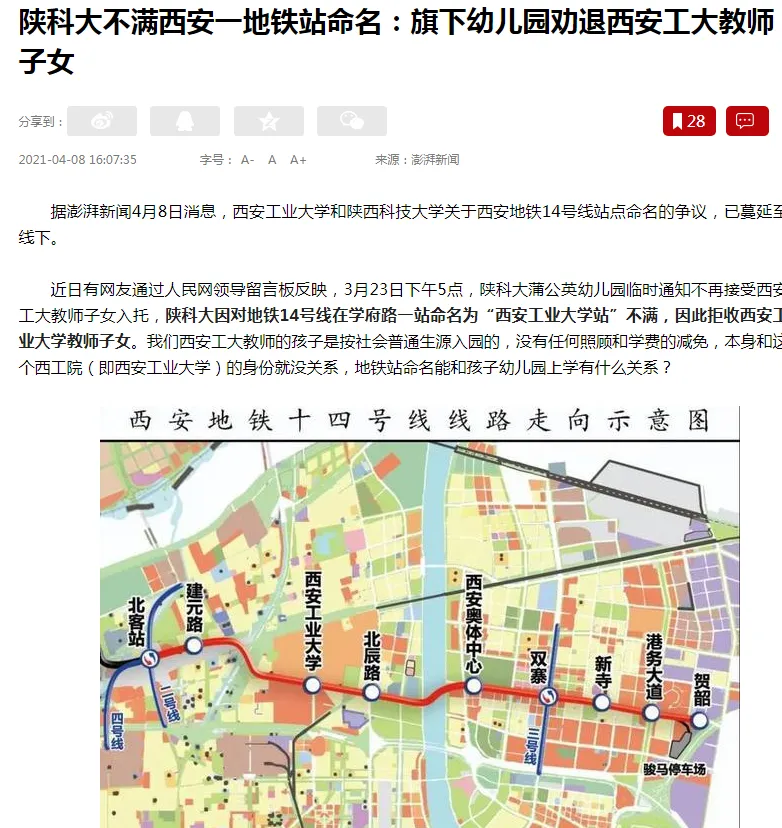 陕科大不满西安一地铁站命名：旗下幼儿园劝退西安工大教师
子女
分享到：
28
2021-04-08 16:07:35 字号： A- A A+ 来源：澎湃新闻
据澎湃新闻4月8日消息，西安工业大学和陕西科技大学关于西安地铁14号线站点命名的争议，已蔓延至
线下。
近日有网友通过人民网领导留言板反映，3月23日下午5点，陕科大蒲公英幼儿园临时通知不再接受西安
工大教师子女入托，陕科大因对地铁14号线在学府路一站命名为“西安工业大学站”不满，因此拒收西安工
业大学教师子女。我们西安工大教师的孩子是按社会普通生源入园的，没有任何照顾和学费的减免，本身和这
个西工院（即西安工业大学）的身份就没关系，地铁站命名能和孩子幼儿园上学有什么关系？
西安地铁十四号线线路走向示意图
北客站
建元路
西安工业大学
北辰路
西安奥体中心
双寨
新寺
港务大道
贺韶
二号线
四号线
三号线
骏马停车场